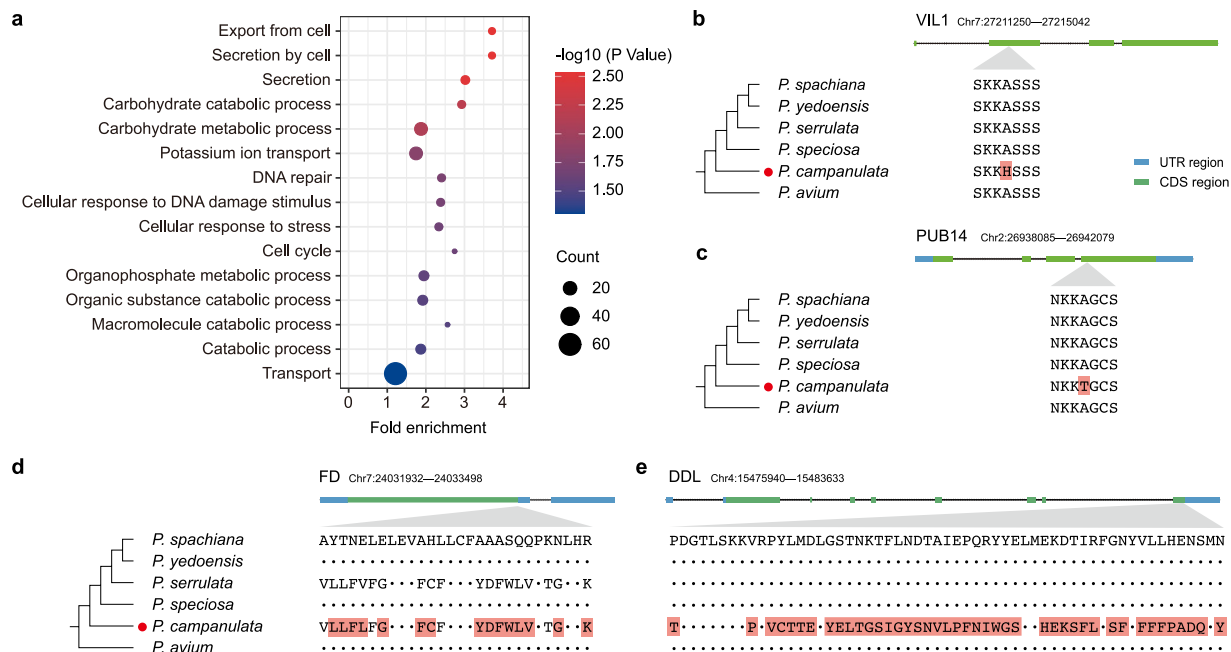 a
Export from cell
Secretion by cell
Secretion
Carbohydrate catabolic process
Carbohydrate metabolic process
Potassium ion transport
DNA repair
Cellular response to DNA damage stimulus
Cellular response to stress
Cell cycle
Organophosphate metabolic process
Organic substance catabolic process
Macromolecule catabolic process
Catabolic process
Transport
0 1 2 3 4
Fold enrichment
-log10 (P Value)
2.50
2.25
2.00
1.75
1.50
Count
20
40
60
b
VIL1 Chr7:27211250—27215042
P. spachiana SKKASSS
P. yedoensis SKKASSS
P. serrulata SKKASSS
P. speciosa SKKASSS
P. campanulata SKKHSSS
P. avium SKKASSS
UTR region
CDS region
c
PUB14 Chr2:26938085—26942079
P. spachiana NKKAGCS
P. yedoensis NKKAGCS
P. serrulata NKKAGCS
P. speciosa NKKAGCS
P. campanulata NKKTGCS
P. avium NKKAGCS
d
FD Chr7:24031932—24033498
P. spachiana AYTNELELEVAHLLCFAAASQQPKNLHR
P. yedoensis ····························
P. serrulata VLLFVFG···FCF···YDFWLV·TG··K
P. speciosa ····························
P. campanulata VLLFLFG···FCF···YDFWLV·TG··K
P. avium ····························
e
DDL Chr4:15475940—15483633
PDGTLSKKVRPYLMDLGSTNKTFLNDTAIEPQRYYELMEKDTIRFGNYVLLHENSMN
·························································
·························································
·························································
T·······P·VCTTE·YELTGSIGYSNVLPFNIWGS··HEKSFL·SF·FFFPADQ·Y
·························································